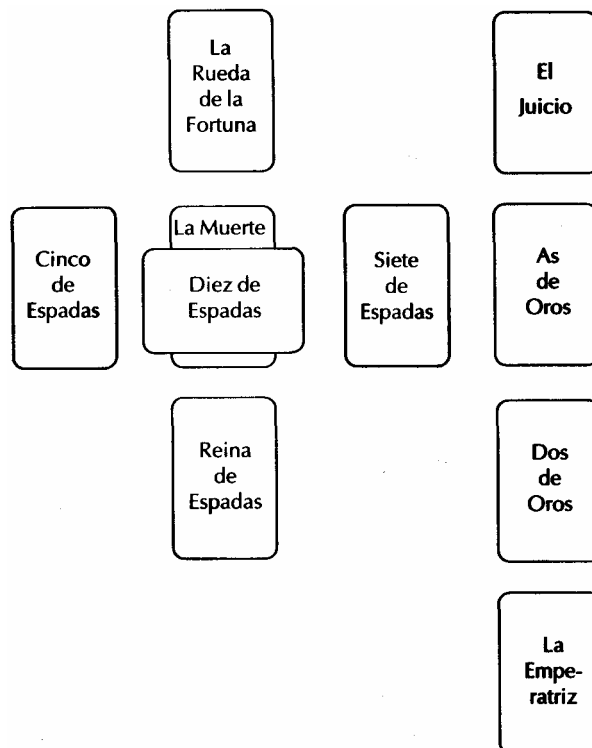 La
Rueda
de la
Fortuna
El
Juicio
Cinco
de
Espadas
La Muerte
Diez de
Espadas
Siete
de
Espadas
As
de
Oros
Reina
de
Espadas
Dos
de
Oros
La
Empe-
ratriz